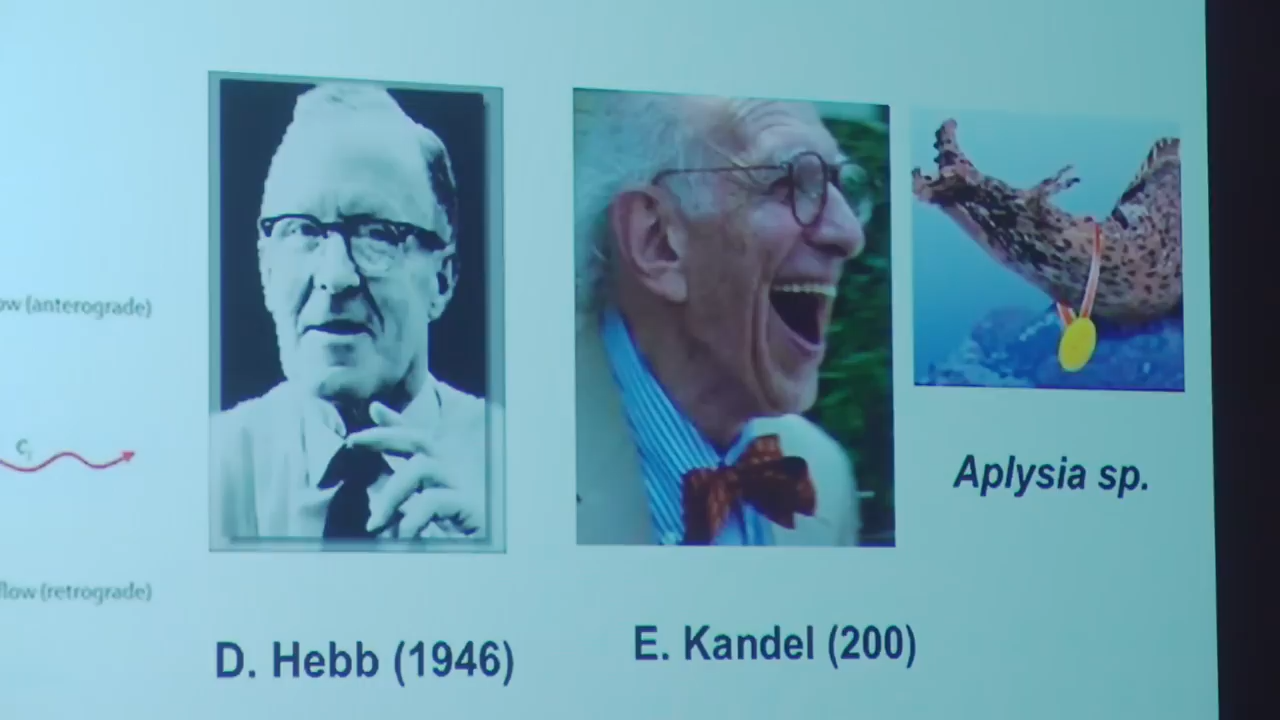 ow (anterograde)
Aplysia sp.
flow (retrograde)
D. Hebb (1946)
E. Kandel (200)